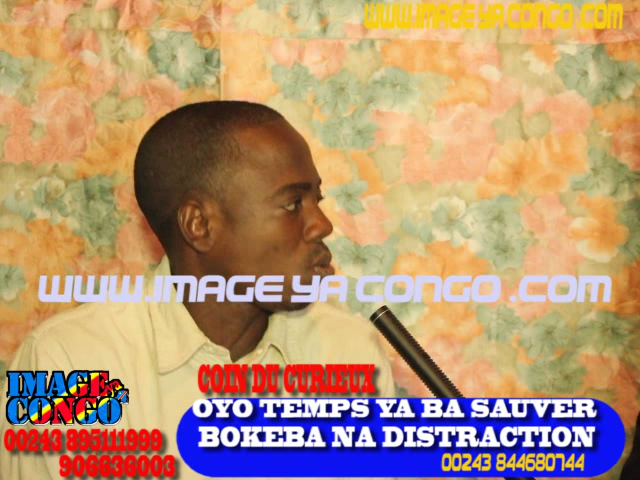 WWW.IMAGE YA CONGO .COM
WWW.IMAGE YA CONGO .COM
COIN DU CURIEUX
IMAGE
CONGO
OYO TEMPS YA BA SAUVER
BOKEBA NA DISTRACTION
00243 895111999
906636003
00243 844680744